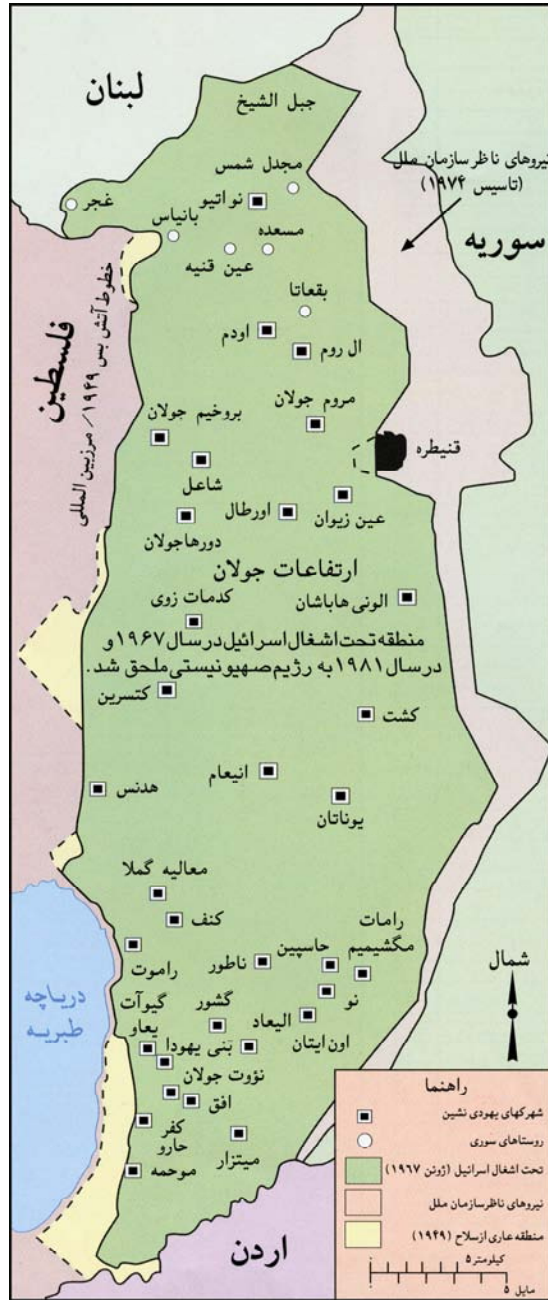 لبنان
جبل الشیخ
مجدل شمس
نیروهای ناظر سازمان ملل
(تاسیس ۱۹۷۴)
نواتیو
غجر
بانیاس
مسعده
عین قنیه
سوریه
بقعاتا
اودم
ال روم
فلسطین
خطوط آتش بس ۱۹۴۹/ مرزبین المللی
مروم جولان
بروخیم جولان
قنیطره
شاعل
عین زیوان
اورطال
دورهاجولان
ارتفاعات جولان
الونی هاباشان
کدمات زوی
منطقه تحت اشغال اسرائیل در سال ۱۹۶۷ و
در سال ۱۹۸۱ به رژیم صهیونیستی ملحق شد.
کتسرین
کشت
انیعام
هدنس
یوناتان
معالیه گملا
کنف
رامات
مگشیمیم
حاسپین
ناطور
راموت
شمال
نو
دریاچه
طبریه
گیوآت
یعاو
گشور
الیعاد
اون ایتان
بنی یهودا
نؤوت جولان
افق
کفر
حارو
میتزار
موحمه
اردن
راهنما
شهرکهای یهودی نشین
روستاهای سوری
تحت اشغال اسرائیل (ژوئن ۱۹۶۷)
نیروهای ناظر سازمان ملل
منطقه عاری از سلاح (۱۹۴۹)
کیلومتر ۵
مایل ۵